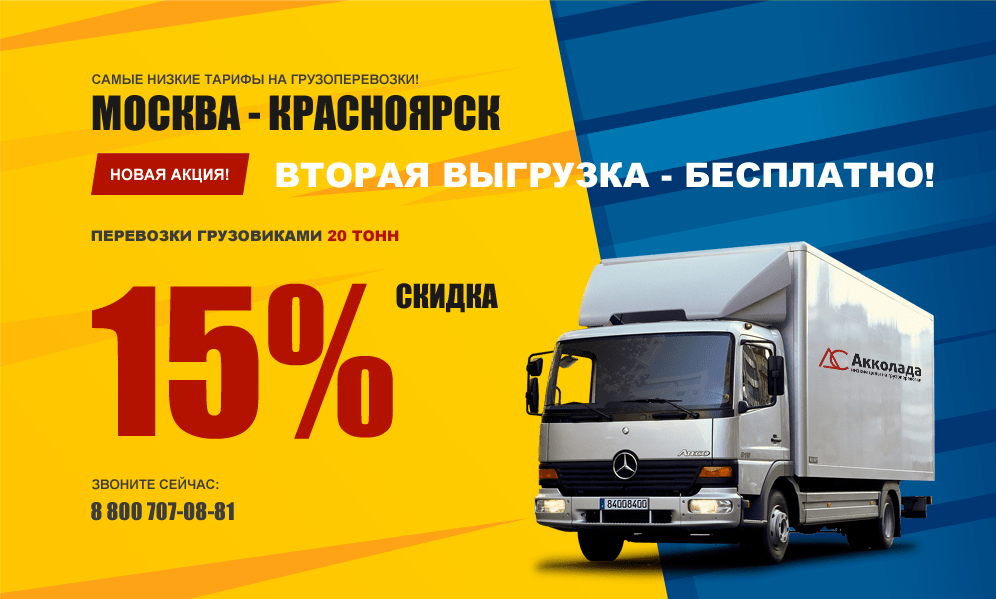 САМЫЕ НИЗКИЕ ТАРИФЫ НА ГРУЗОПЕРЕВОЗКИ!
МОСКВА - КРАСНОЯРСК
НОВАЯ АКЦИЯ!
ВТОРАЯ ВЫГРУЗКА - БЕСПЛАТНО!
ПЕРЕВОЗКИ ГРУЗОВИКАМИ 20 ТОНН
15% СКИДКА
АС Акколада
Atego
84008400
ЗВОНИТЕ СЕЙЧАС:
8 800 707-08-81